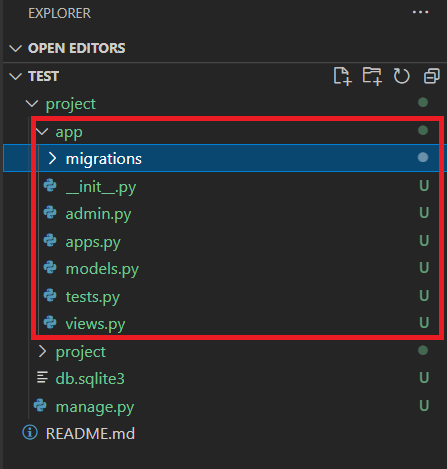 EXPLORER
OPEN EDITORS
TEST
project
app
migrations
__init__.py
U
admin.py
U
apps.py
U
models.py
U
tests.py
U
views.py
U
project
db.sqlite3
U
manage.py
U
README.md